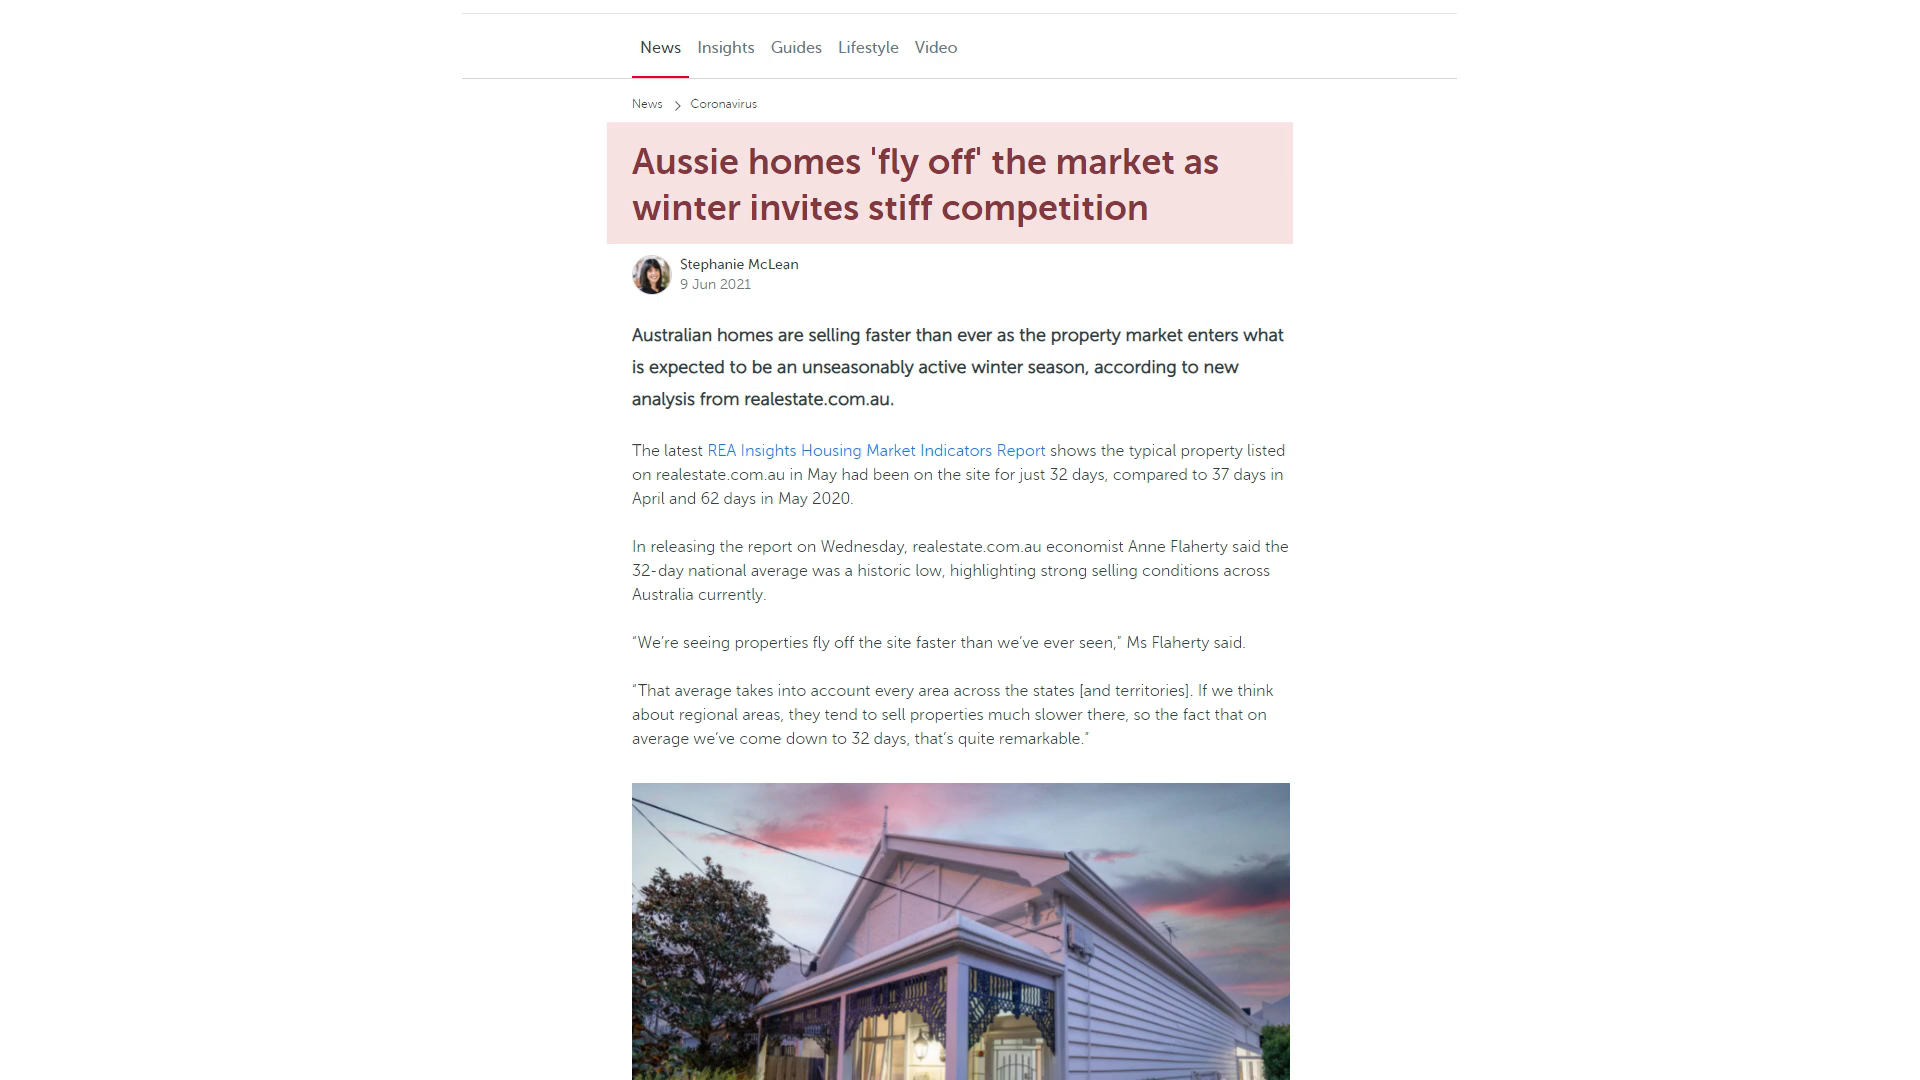 News Insights Guides Lifestyle Video
News > Coronavirus
Aussie homes 'fly off' the market as
winter invites stiff competition
Stephanie McLean
9 Jun 2021
Australian homes are selling faster than ever as the property market enters what
is expected to be an unseasonably active winter season, according to new
analysis from realestate.com.au.
The latest REA Insights Housing Market Indicators Report shows the typical property listed
on realestate.com.au in May had been on the site for just 32 days, compared to 37 days in
April and 62 days in May 2020.
In releasing the report on Wednesday, realestate.com.au economist Anne Flaherty said the
32-day national average was a historic low, highlighting strong selling conditions across
Australia currently.
“We’re seeing properties fly off the site faster than we’ve ever seen,” Ms Flaherty said.
“That average takes into account every area across the states [and territories]. If we think
about regional areas, they tend to sell properties much slower there, so the fact that on
average we’ve come down to 32 days, that’s quite remarkable.”